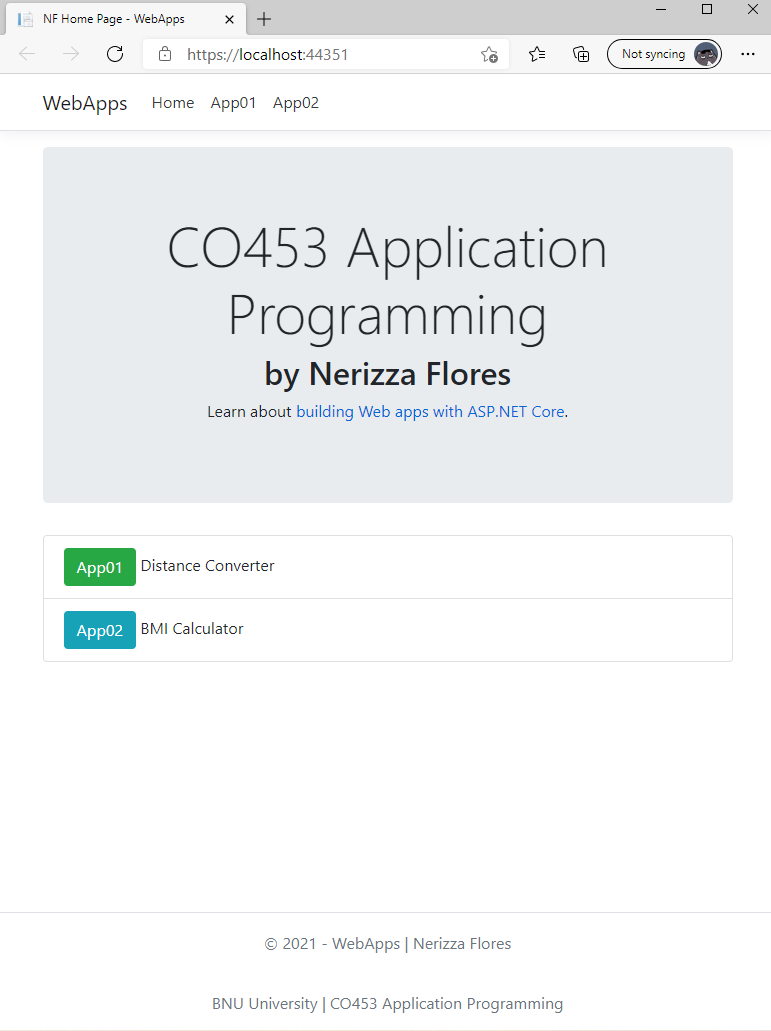 NF Home Page - WebApps
https://localhost:44351
Not syncing
WebApps Home App01 App02
CO453 Application
Programming
by Nerizza Flores
Learn about building Web apps with ASP.NET Core.
App01 Distance Converter
App02 BMI Calculator
© 2021 - WebApps | Nerizza Flores
BNU University | CO453 Application Programming